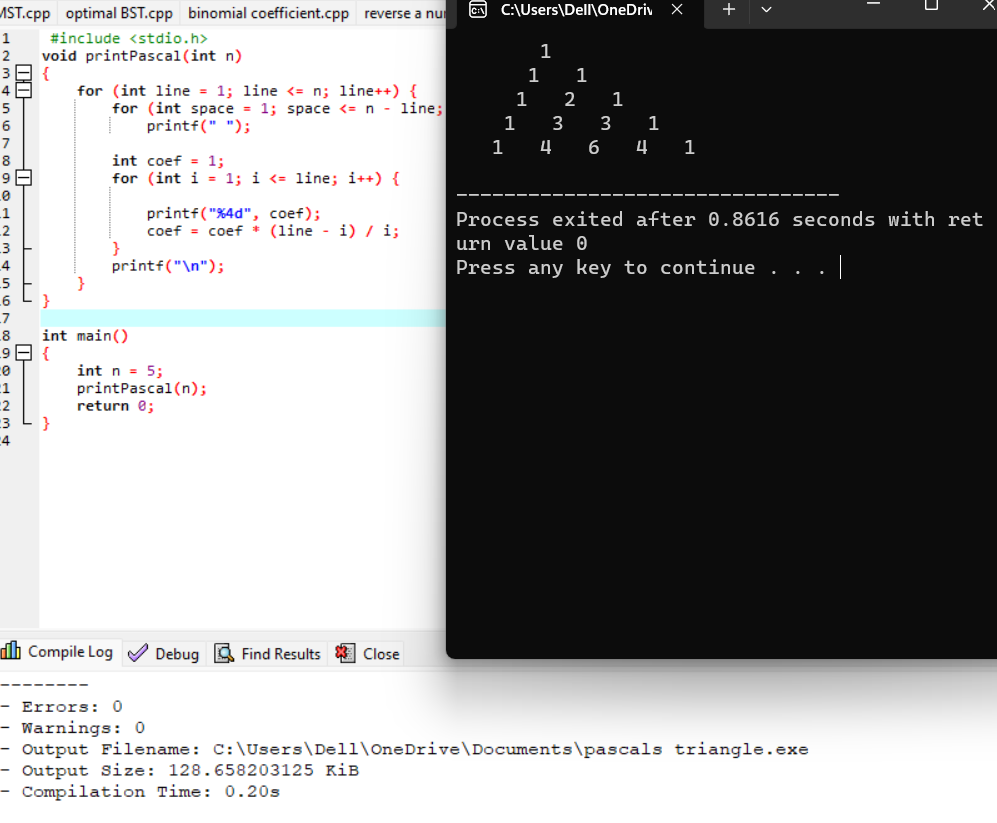 MST.cpp optimal BST.cpp binomial coefficient.cpp reverse a nu
1 #include <stdio.h>
2 void printPascal(int n)
3 {
4 for (int line = 1; line <= n; line++) {
5 for (int space = 1; space <= n - line;
6 printf(" ");
7
8 int coef = 1;
9 for (int i = 1; i <= line; i++) {
0
1 printf("%4d", coef);
2 coef = coef * (line - i) / i;
3 }
4 printf("\n");
5 }
6 }
7
8 int main()
9 {
0 int n = 5;
1 printPascal(n);
2 return 0;
3 }
4
C:\Users\Dell\OneDriv
1
1 1
1 2 1
1 3 3 1
1 4 6 4 1
--------------------------------
Process exited after 0.8616 seconds with ret
urn value 0
Press any key to continue . . .
Compile Log Debug Find Results Close
--------
- Errors: 0
- Warnings: 0
- Output Filename: C:\Users\Dell\OneDrive\Documents\pascals triangle.exe
- Output Size: 128.658203125 KiB
- Compilation Time: 0.20s